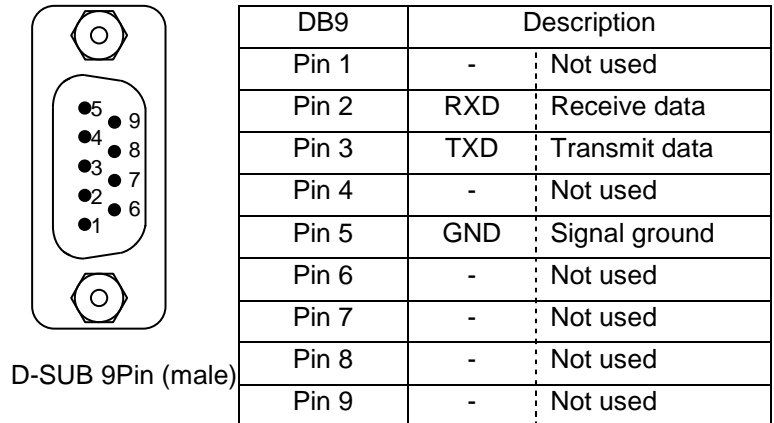 5
9
4
8
3
7
2
6
1
D-SUB 9Pin (male)
DB9 Description
Pin 1 - Not used
Pin 2 RXD Receive data
Pin 3 TXD Transmit data
Pin 4 - Not used
Pin 5 GND Signal ground
Pin 6 - Not used
Pin 7 - Not used
Pin 8 - Not used
Pin 9 - Not used